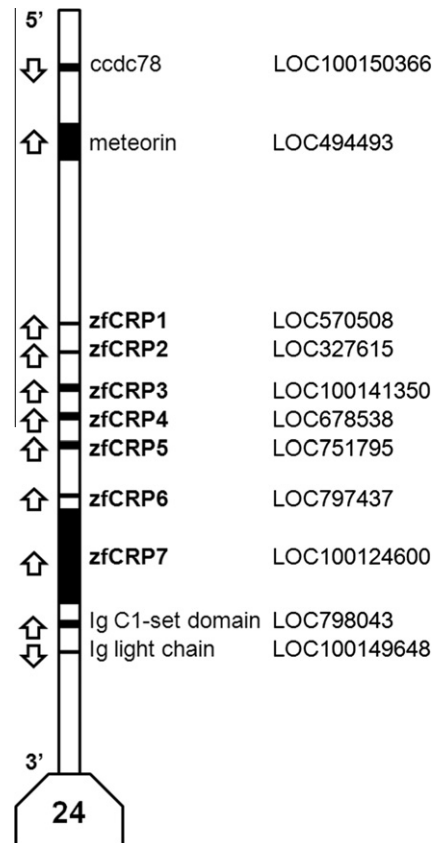 5’
ccdc78 LOC100150366
meteorin LOC494493
zfCRP1 LOC570508
zfCRP2 LOC327615
zfCRP3 LOC100141350
zfCRP4 LOC678538
zfCRP5 LOC751795
zfCRP6 LOC797437
zfCRP7 LOC100124600
Ig C1-set domain LOC798043
Ig light chain LOC100149648
3’
24